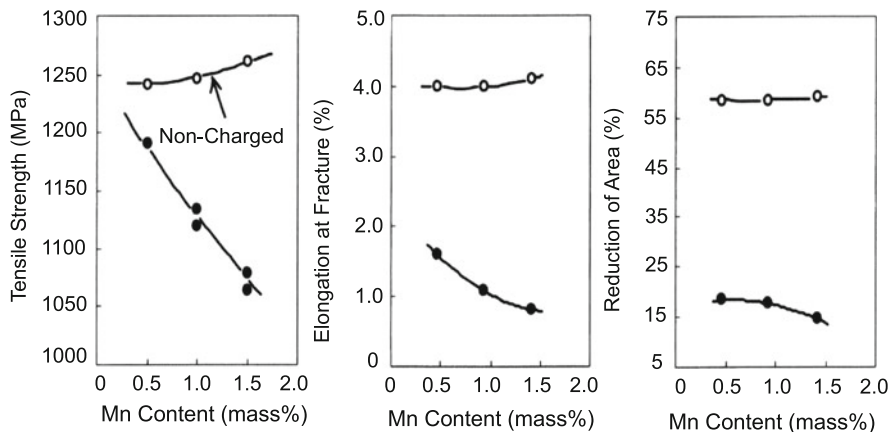 Tensile Strength (MPa)
1300
1250
1200
1150
1100
1050
1000
Non-Charged
0 0.5 1.0 1.5 2.0
Mn Content (mass%)
Elongation at Fracture (%)
5.0
4.0
3.0
2.0
1.0
0
0 0.5 1.0 1.5 2.0
Mn Content (mass%)
Reduction of Area (%)
75
65
55
45
35
25
15
5
0 0.5 1.0 1.5 2.0
Mn Content (mass%)